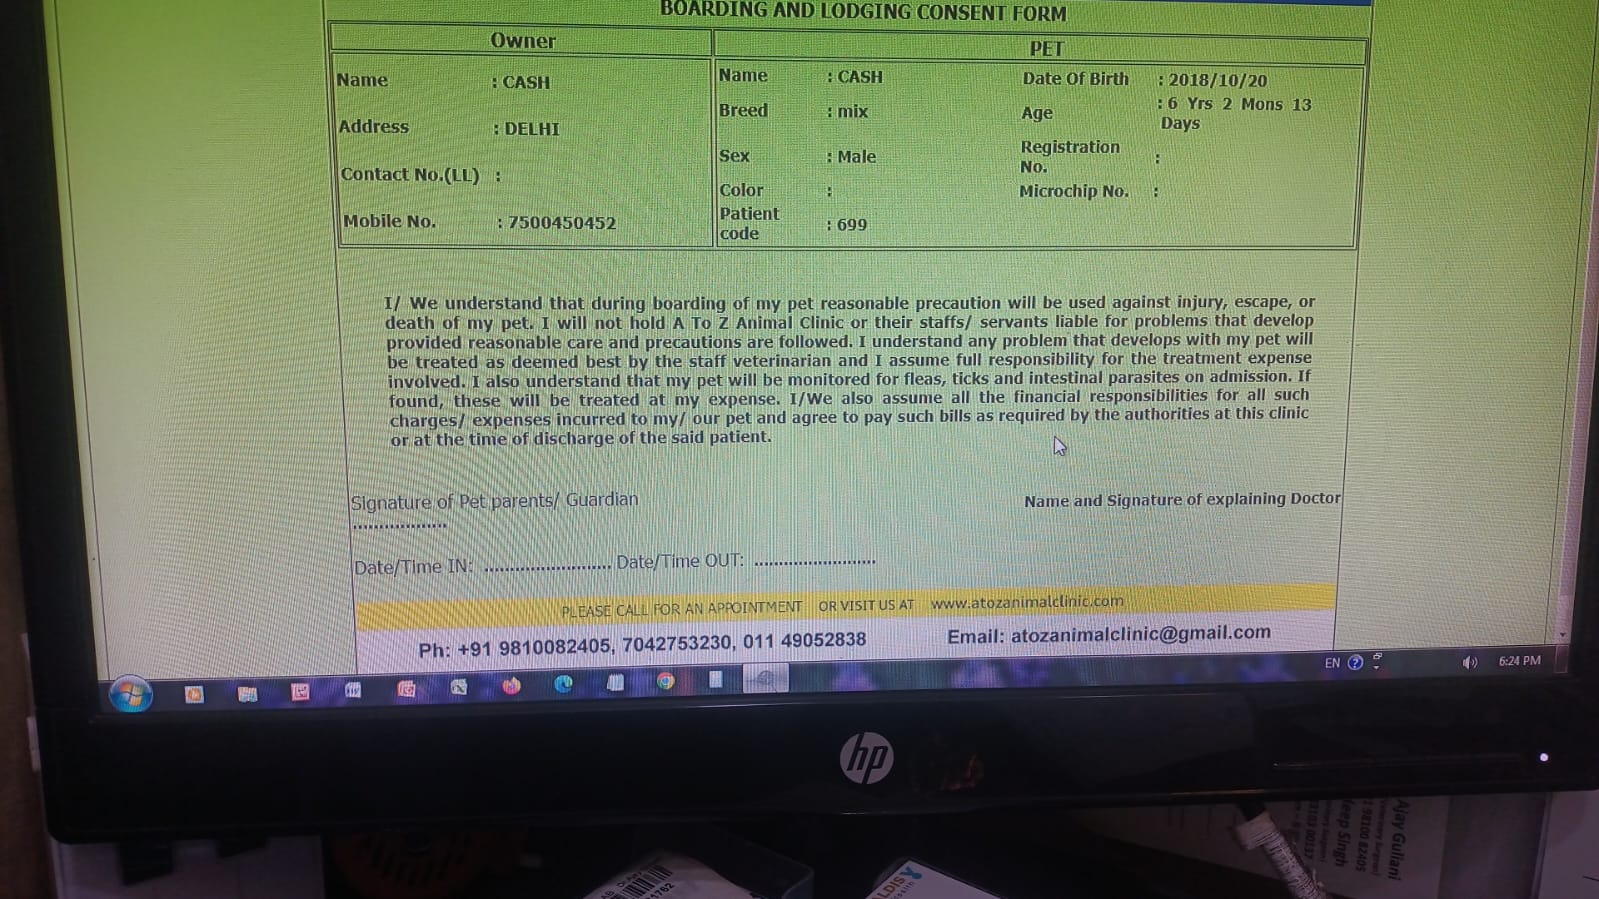 BOARDING AND LODGING CONSENT FORM
Owner
PET
Name : CASH
Address : DELHI
Contact No.(LL) :
Mobile No. : 7500450452
Name : CASH
Breed : mix
Sex : Male
Color :
Patient
code : 699
Date Of Birth : 2018/10/20
Age : 6 Yrs 2 Mons 13
Days
Registration
No. :
Microchip No. :
I/ We understand that during boarding of my pet reasonable precaution will be used against injury, escape, or
death of my pet. I will not hold A To Z Animal Clinic or their staffs/ servants liable for problems that develop
provided reasonable care and precautions are followed. I understand any problem that develops with my pet will
be treated as deemed best by the staff veterinarian and I assume full responsibility for the treatment expense
involved. I also understand that my pet will be monitored for fleas, ticks and intestinal parasites on admission. If
found, these will be treated at my expense. I/We also assume all the financial responsibilities for all such
charges/ expenses incurred to my/ our pet and agree to pay such bills as required by the authorities at this clinic
or at the time of discharge of the said patient.
Signature of Pet parents/ Guardian
..................
Name and Signature of explaining Doctor
Date/Time IN: ......................... Date/Time OUT: ........................
PLEASE CALL FOR AN APPOINTMENT OR VISIT US AT www.atozanimalclinic.com
Ph: +91 9810082405, 7042753230, 011 49052838 Email: atozanimalclinic@gmail.com
EN
6:24 PM
hp
Ajay Guliani
98100 82405
Singh